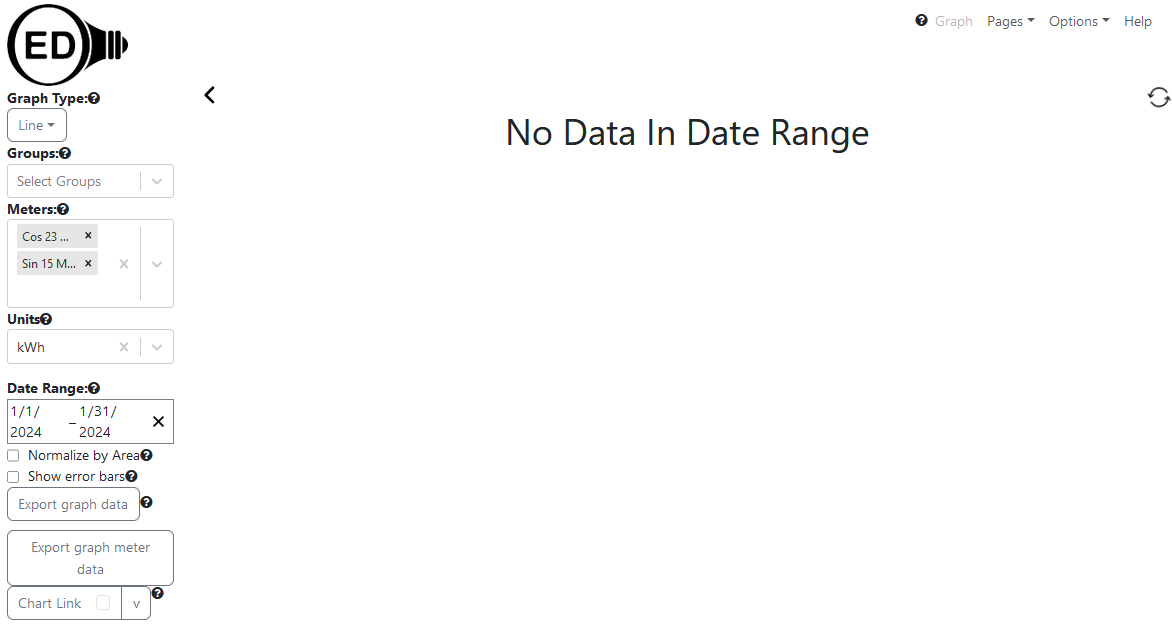 ED
Graph Pages Options Help
Graph Type:
Line
No Data In Date Range
Groups:
Select Groups
Meters:
Cos 23 ...
Sin 15 M...
Units
kWh
Date Range:
1/1/
2024
–
1/31/
2024
Normalize by Area
Show error bars
Export graph data
Export graph meter
data
Chart Link v